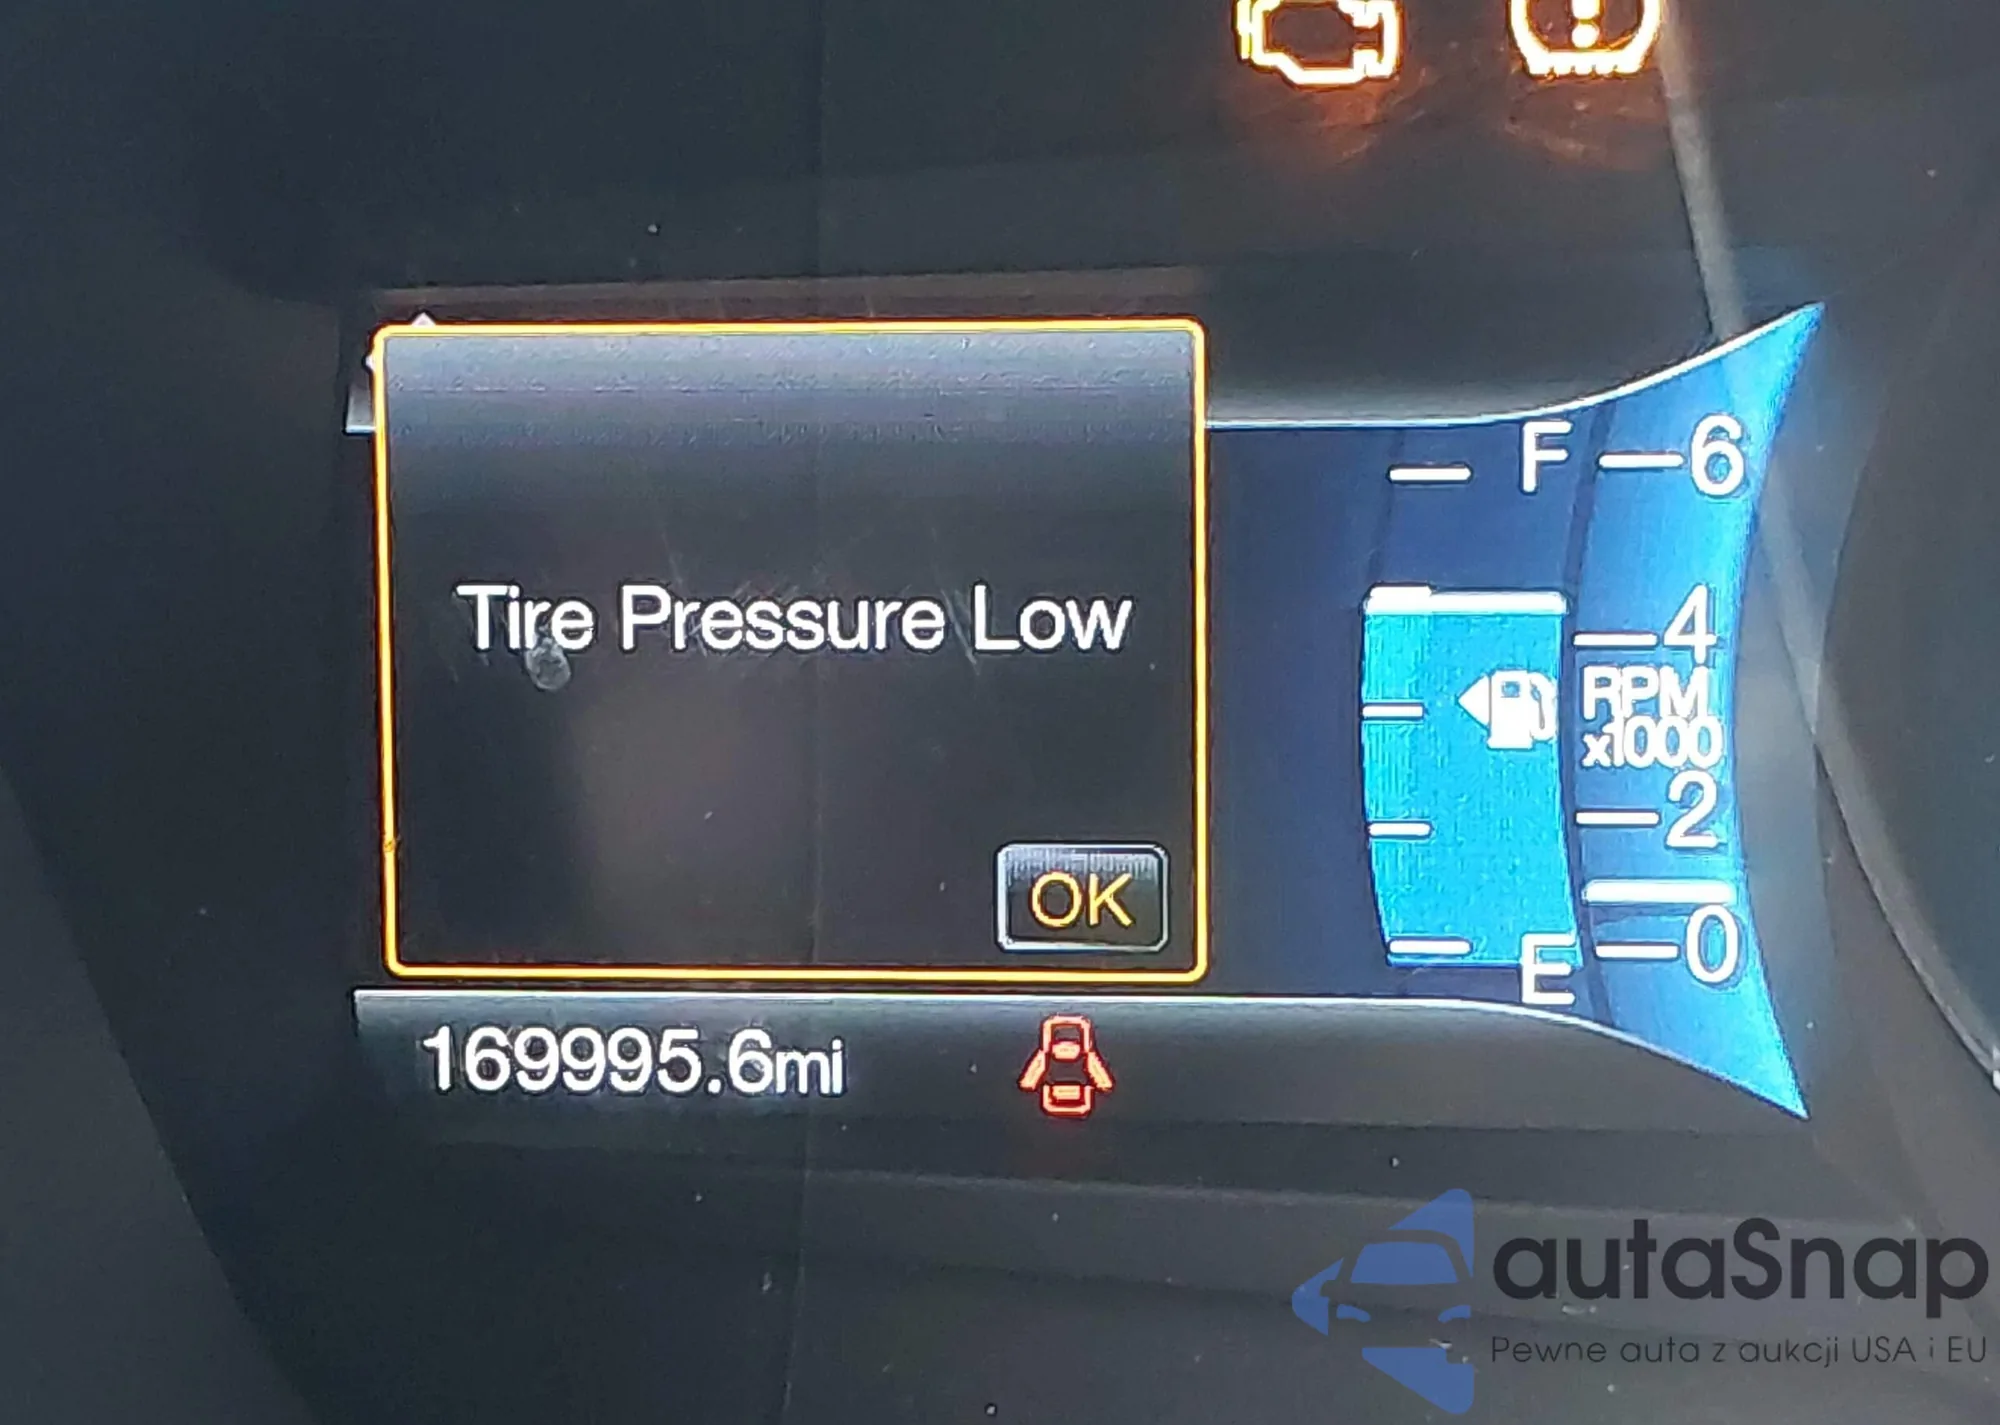 Tire Pressure Low
OK
F
6
4
RPM
x1000
2
E
0
169995.6mi
autaSnap
Pewne auta z aukcji USA i EU